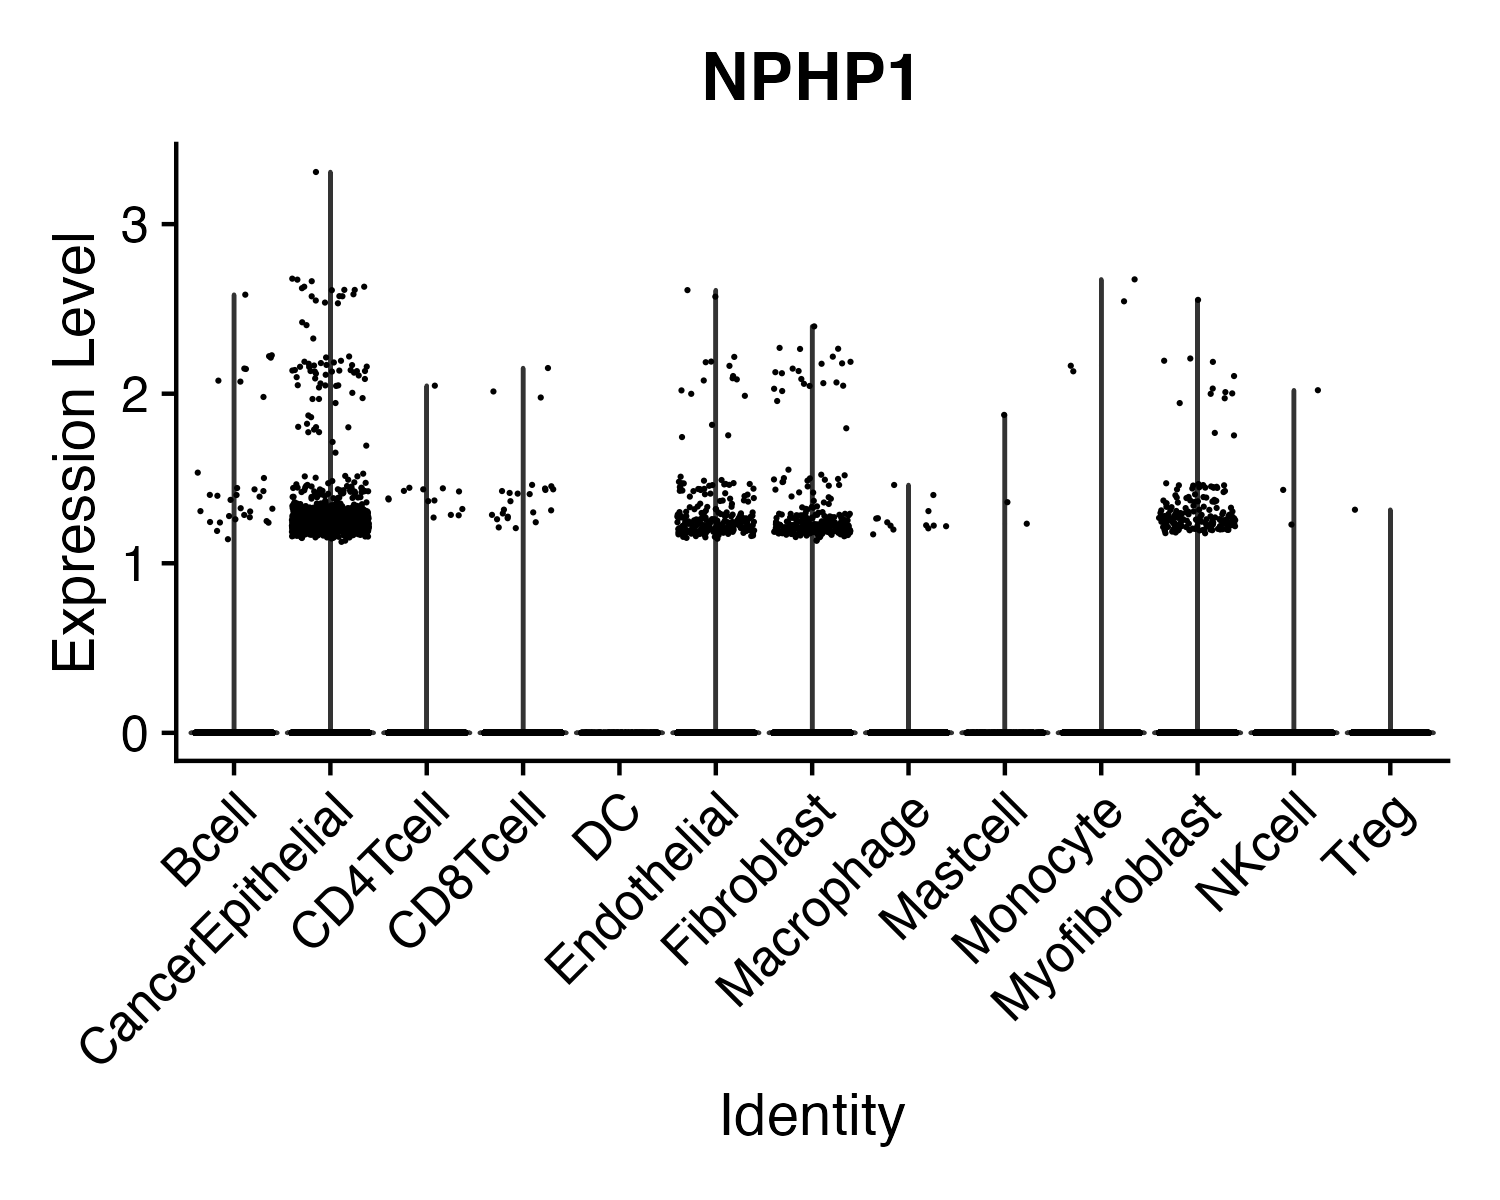 NPHP1
Expression Level
3
2
1
0
Bcell
CancerEpithelial
CD4Tcell
CD8Tcell
DC
Endothelial
Fibroblast
Macrophage
Mastcell
Monocyte
Myofibroblast
NKcell
Treg
Identity